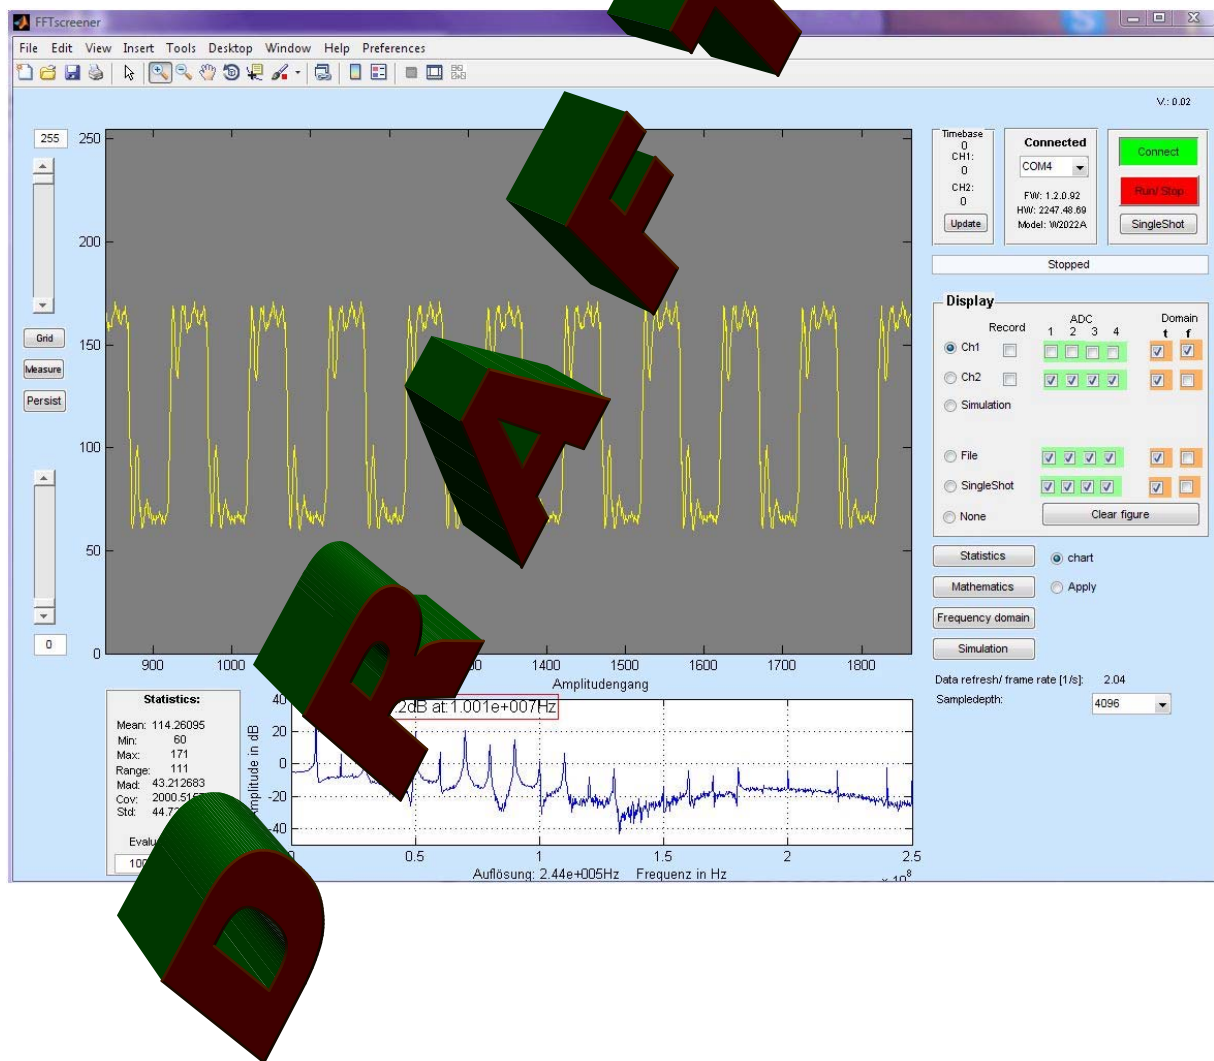 FFTscreener
File Edit View Insert Tools Desktop Window Help Preferences
V.: 0.02
255
250
200
150
100
50
0
Grid
Measure
Persist
0
900 1000 1400 1500 1600 1700 1800
Timebase
0
CH1:
0
CH2:
0
Update
Connected
COM4
FW: 1.2.0.92
HW: 2247.48.69
Model: W2022A
Connect
Run/ Stop
SingleShot
Stopped
Display
Record ADC Domain
1 2 3 4 t f
Ch1
Ch2
Simulation
File
SingleShot
None
Clear figure
Statistics
chart
Mathematics
Apply
Frequency domain
Simulation
Data refresh/ frame rate [1/s]: 2.04
Sampledepth: 4096
Statistics:
Mean: 114.26095
Min: 60
Max: 171
Range: 111
Mad: 43.212683
Cov:
Std:
Amplitudengang
at:1.001e+007Hz
Amplitude in dB
40
20
0
-20
-40
0.5 1 1.5 2 2.5
Auflösung: 2.44e+005Hz Frequenz in Hz
DRAF